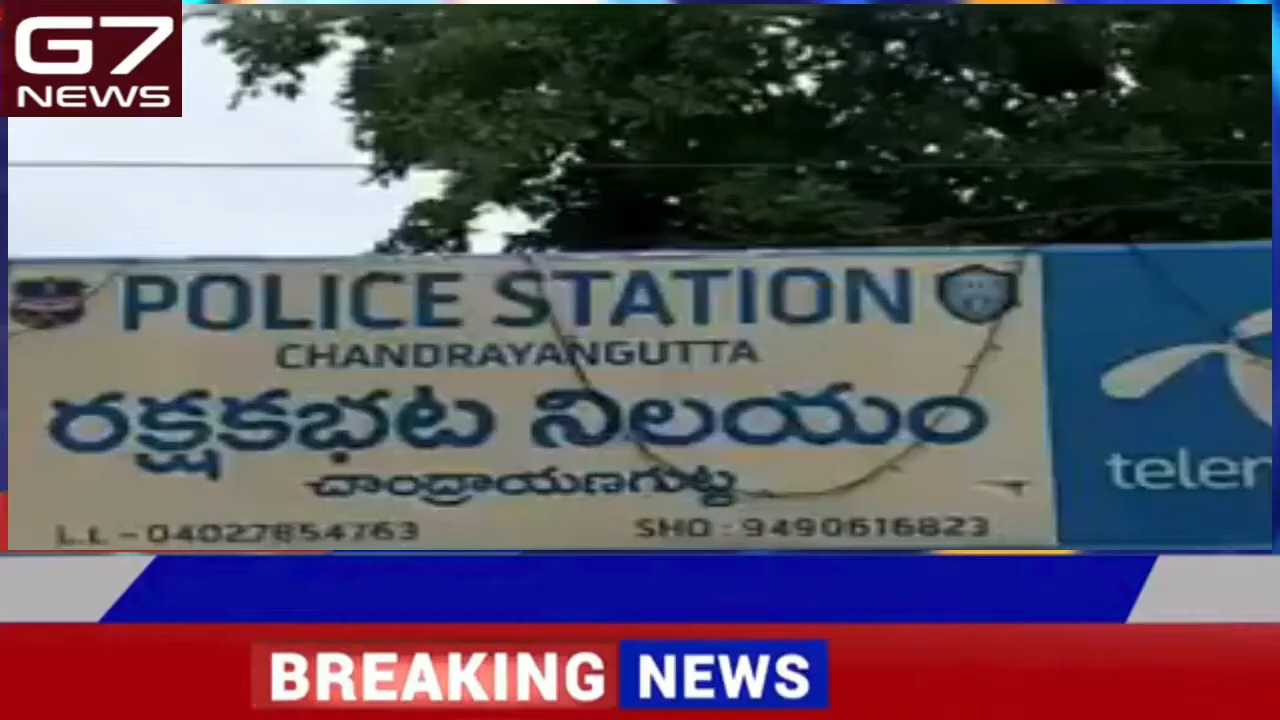 G7
NEWS
POLICE STATION
CHANDRAYANGUTTA
రక్షకభట నిలయం
చాంద్రాయణగుట్ట
L.L - 04027854763
SHO : 9490616823
telen
BREAKING NEWS